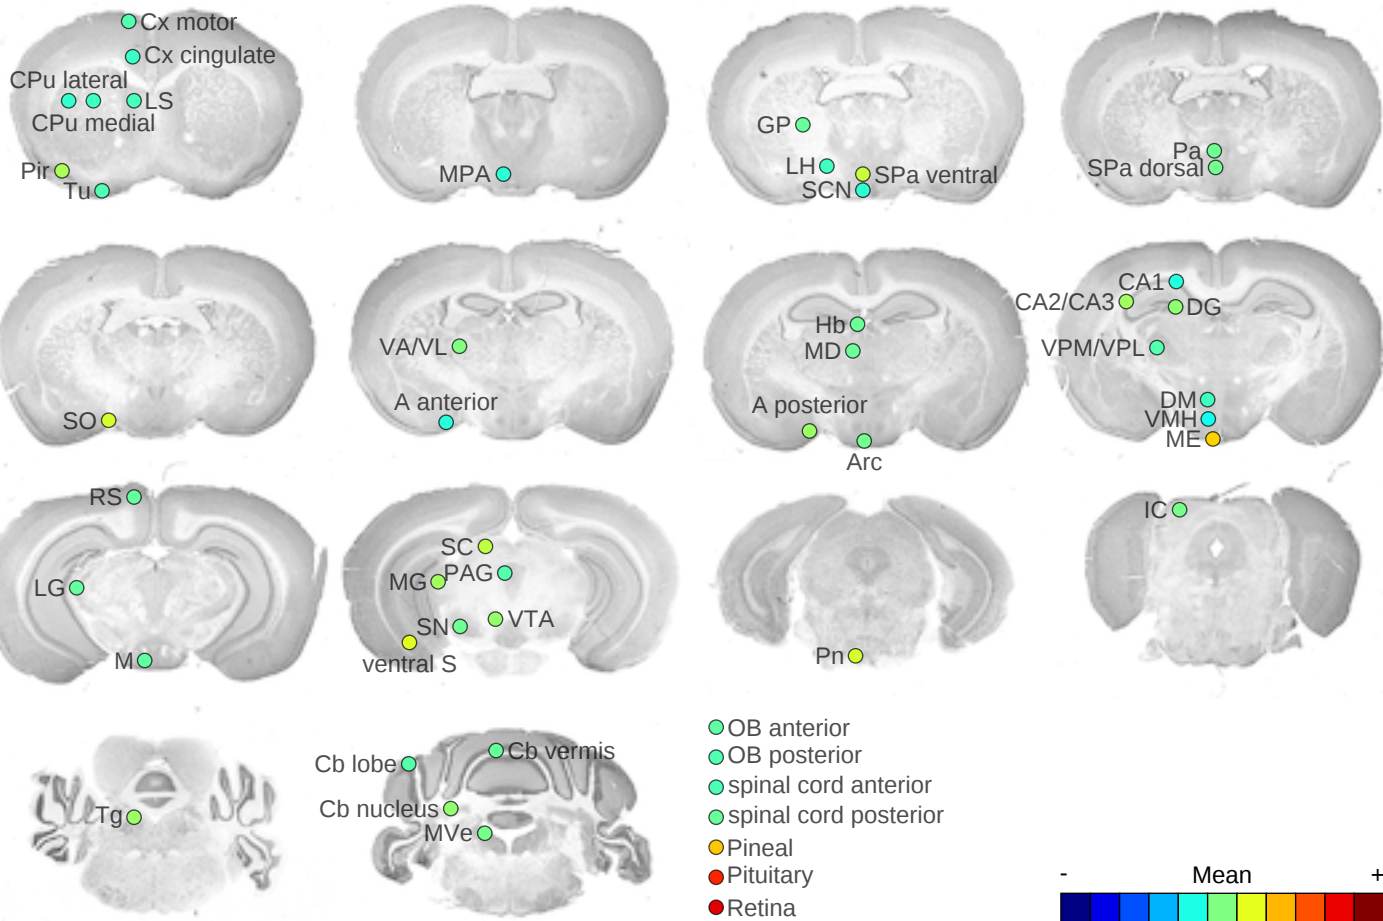 Cx motor
Cx cingulate
CPu lateral
LS
CPu medial
Pir
Tu
MPA
GP
LH
SPa ventral
SCN
Pa
SPa dorsal
SO
VA/VL
A anterior
Hb
MD
A posterior
Arc
CA1
CA2/CA3
DG
VPM/VPL
DM
VMH
ME
RS
LG
M
SC
PAG
MG
VTA
SN
ventral S
Pn
IC
Tg
Cb lobe
Cb vermis
Cb nucleus
MVe
OB anterior
OB posterior
spinal cord anterior
spinal cord posterior
Pineal
Pituitary
Retina
- Mean +